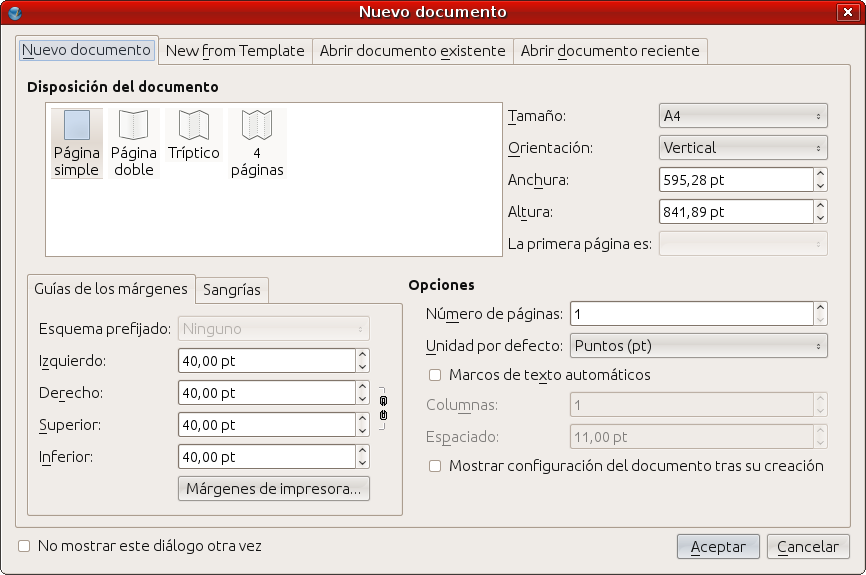 Nuevo documento
Nuevo documento New from Template Abrir documento existente Abrir documento reciente
Disposición del documento
Página simple
Página doble
Tríptico
4 páginas
Tamaño: A4
Orientación: Vertical
Anchura: 595,28 pt
Altura: 841,89 pt
La primera página es:
Guías de los márgenes Sangrías
Esquema prefijado: Ninguno
Izquierdo: 40,00 pt
Derecho: 40,00 pt
Superior: 40,00 pt
Inferior: 40,00 pt
Márgenes de impresora...
Opciones
Número de páginas: 1
Unidad por defecto: Puntos (pt)
Marcos de texto automáticos
Columnas: 1
Espaciado: 11,00 pt
Mostrar configuración del documento tras su creación
No mostrar este diálogo otra vez
Aceptar Cancelar